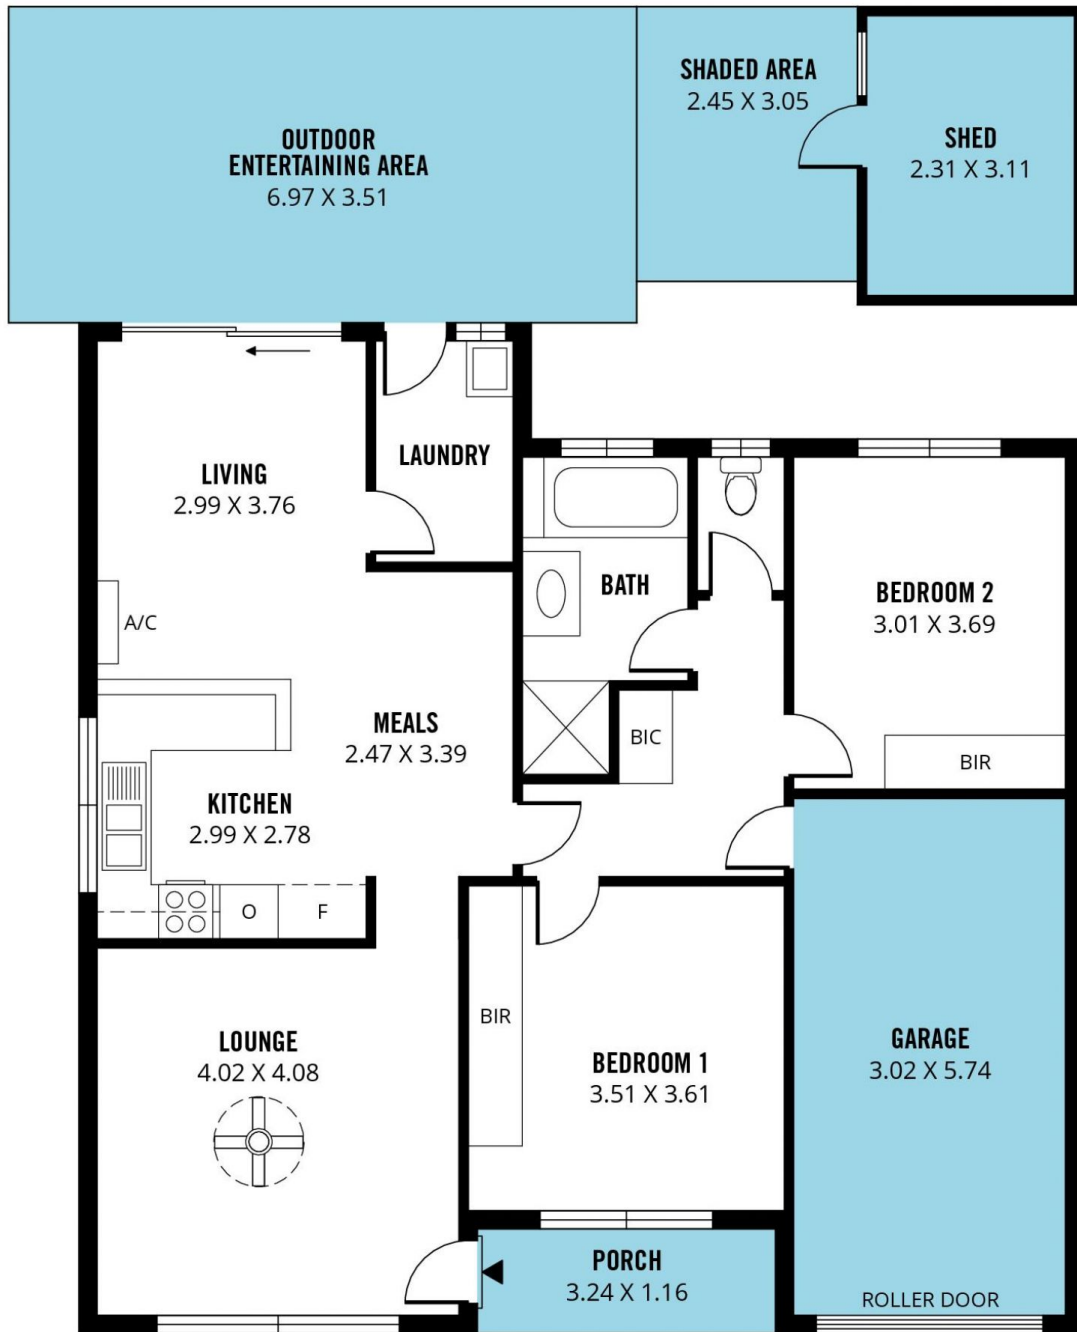 OUTDOOR
ENTERTAINING AREA
6.97 X 3.51
SHADED AREA
2.45 X 3.05
SHED
2.31 X 3.11
LIVING
2.99 X 3.76
LAUNDRY
A/C
BATH
BEDROOM 2
3.01 X 3.69
MEALS
2.47 X 3.39
BIC
BIR
KITCHEN
2.99 X 2.78
O
F
LOUNGE
4.02 X 4.08
BIR
BEDROOM 1
3.51 X 3.61
GARAGE
3.02 X 5.74
PORCH
3.24 X 1.16
ROLLER DOOR